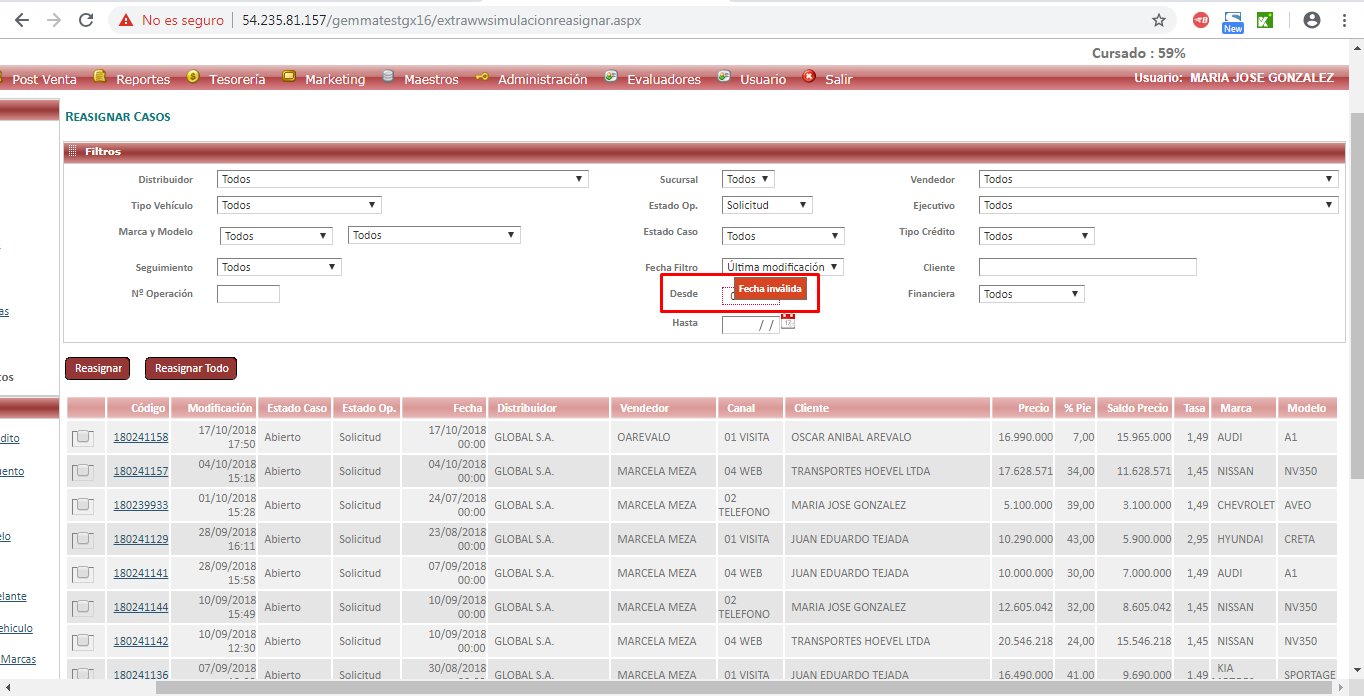 No es seguro | 54.235.81.157/gemmatestgx16/extrawwsimulacionreasignar.aspx
New
Cursado : 59%
Post Venta Reportes Tesorería Marketing Maestros Administración Evaluadores Usuario Salir Usuario: MARIA JOSE GONZALEZ
REASIGNAR CASOS
Filtros
Distribuidor Todos Sucursal Todos Vendedor Todos
Tipo Vehículo Todos Estado Op. Solicitud Ejecutivo Todos
Marca y Modelo Todos Todos Estado Caso Todos Tipo Crédito Todos
Seguimiento Todos Fecha Filtro Última modificación Cliente
Nº Operación Desde Fecha inválida Financiera Todos
Hasta / /
as
tos
dito
uento
elo
elante
ehiculo
Marcas
Reasignar Reasignar Todo
Código Modificación Estado Caso Estado Op. Fecha Distribuidor Vendedor Canal Cliente Precio % Pie Saldo Precio Tasa Marca Modelo
180241158 17/10/2018 17:50 Abierto Solicitud 17/10/2018 00:00 GLOBAL S.A. OAREVALO 01 VISITA OSCAR ANIBAL AREVALO 16.990.000 7,00 15.965.000 1,49 AUDI A1
180241157 04/10/2018 15:18 Abierto Solicitud 04/10/2018 00:00 GLOBAL S.A. MARCELA MEZA 04 WEB TRANSPORTES HOEVEL LTDA 17.628.571 34,00 11.628.571 1,45 NISSAN NV350
180239933 01/10/2018 15:28 Abierto Solicitud 24/07/2018 00:00 GLOBAL S.A. MARCELA MEZA 02 TELEFONO MARIA JOSE GONZALEZ 5.100.000 39,00 3.100.000 1,49 CHEVROLET AVEO
180241129 28/09/2018 16:11 Abierto Solicitud 23/08/2018 00:00 GLOBAL S.A. MARCELA MEZA 01 VISITA JUAN EDUARDO TEJADA 10.290.000 43,00 5.900.000 2,95 HYUNDAI CRETA
180241141 28/09/2018 15:58 Abierto Solicitud 07/09/2018 00:00 GLOBAL S.A. MARCELA MEZA 04 WEB JUAN EDUARDO TEJADA 10.000.000 30,00 7.000.000 1,49 AUDI A1
180241144 10/09/2018 15:49 Abierto Solicitud 10/09/2018 00:00 GLOBAL S.A. MARCELA MEZA 02 TELEFONO MARIA JOSE GONZALEZ 12.605.042 32,00 8.605.042 1,45 NISSAN NV350
180241142 10/09/2018 12:30 Abierto Solicitud 10/09/2018 00:00 GLOBAL S.A. MARCELA MEZA 04 WEB TRANSPORTES HOEVEL LTDA 20.546.218 24,00 15.546.218 1,45 NISSAN NV350
180241136 07/09/2018 Abierto Solicitud 30/08/2018 GLOBAL S.A. MARCELA MEZA 01 VISITA JUAN EDUARDO TEJADA 16.490.000 41,00 9.690.000 1,49 KIA SPORTAGE